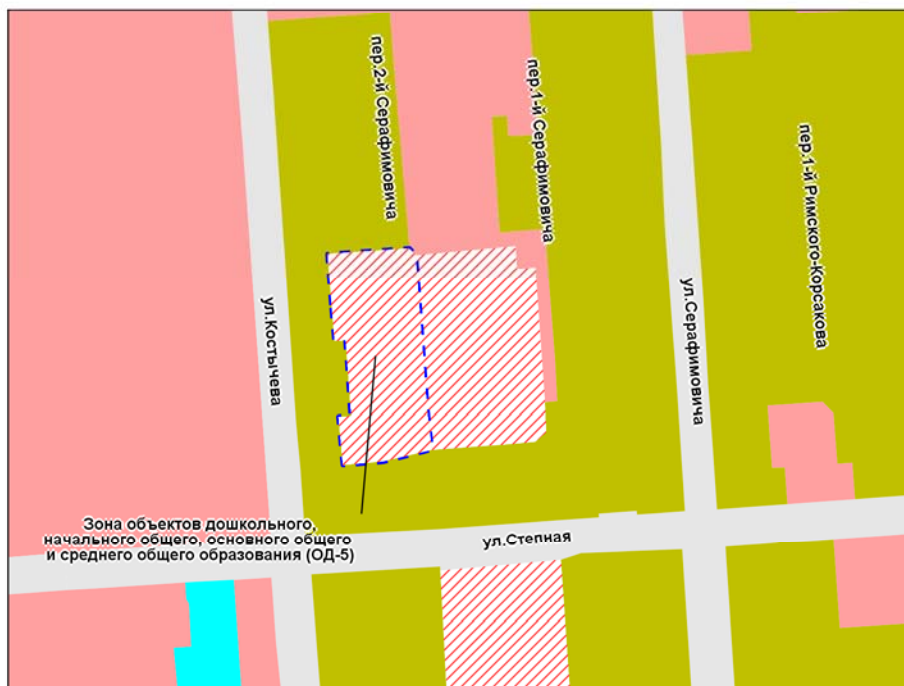 пер.2-й Серафимовича
пер.1-й Серафимовича
пер.1-й Римского-Корсакова
ул.Костычева
ул.Серафимовича
Зона объектов дошкольного,
начального общего, основного общего
и среднего общего образования (ОД-5)
ул.Степная